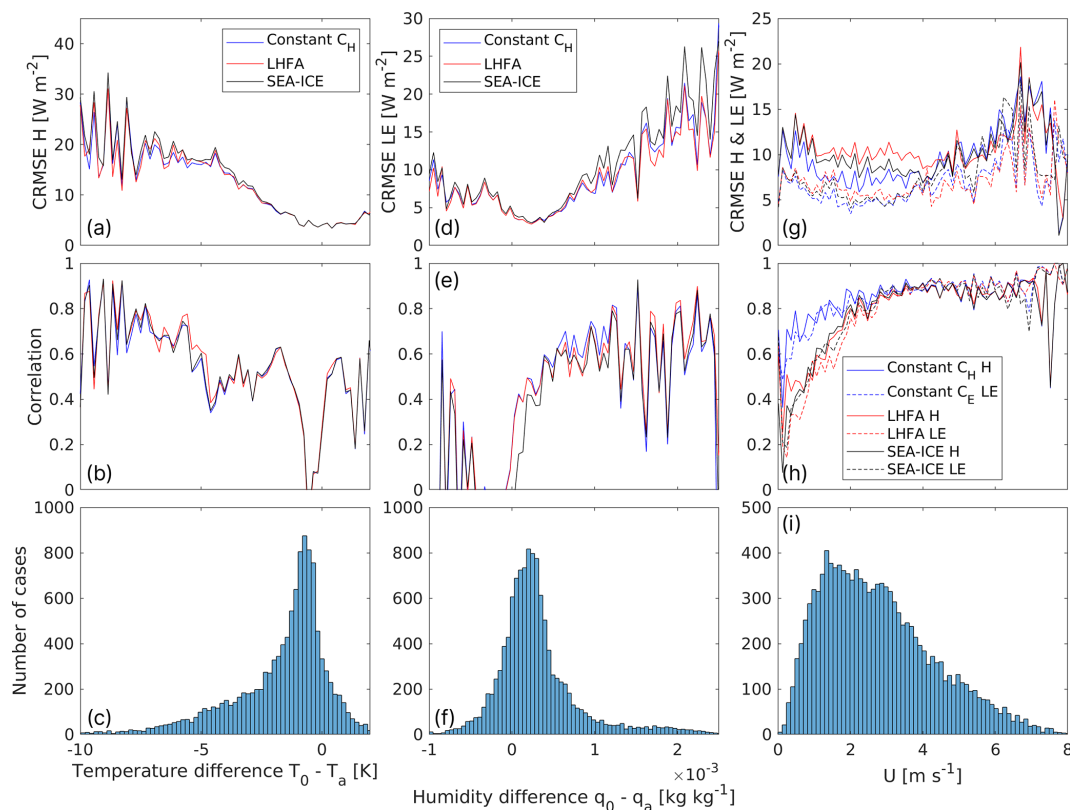 CRMSE H [W m-2]
40
30
20
10
0
Constant CH
LHFA
SEA-ICE
(a)
CRMSE LE [W m-2]
30
25
20
15
10
5
0
Constant CH
LHFA
SEA-ICE
(d)
CRMSE H & LE [W m-2]
25
20
15
10
5
0
(g)
Correlation
1
0.8
0.6
0.4
0.2
0
(b)
1
0.8
0.6
0.4
0.2
0
(e)
1
0.8
0.6
0.4
0.2
0
(h)
Constant CH H
Constant CE LE
LHFA H
LHFA LE
SEA-ICE H
SEA-ICE LE
Number of cases
1000
800
600
400
200
0
(c)
-10 -5 0
Temperature difference T0 - Ta [K]
1000
800
600
400
200
0
(f)
-1 0 1 2
×10-3
Humidity difference q0 - qa [kg kg-1]
500
400
300
200
100
0
(i)
0 2 4 6 8
U [m s-1]